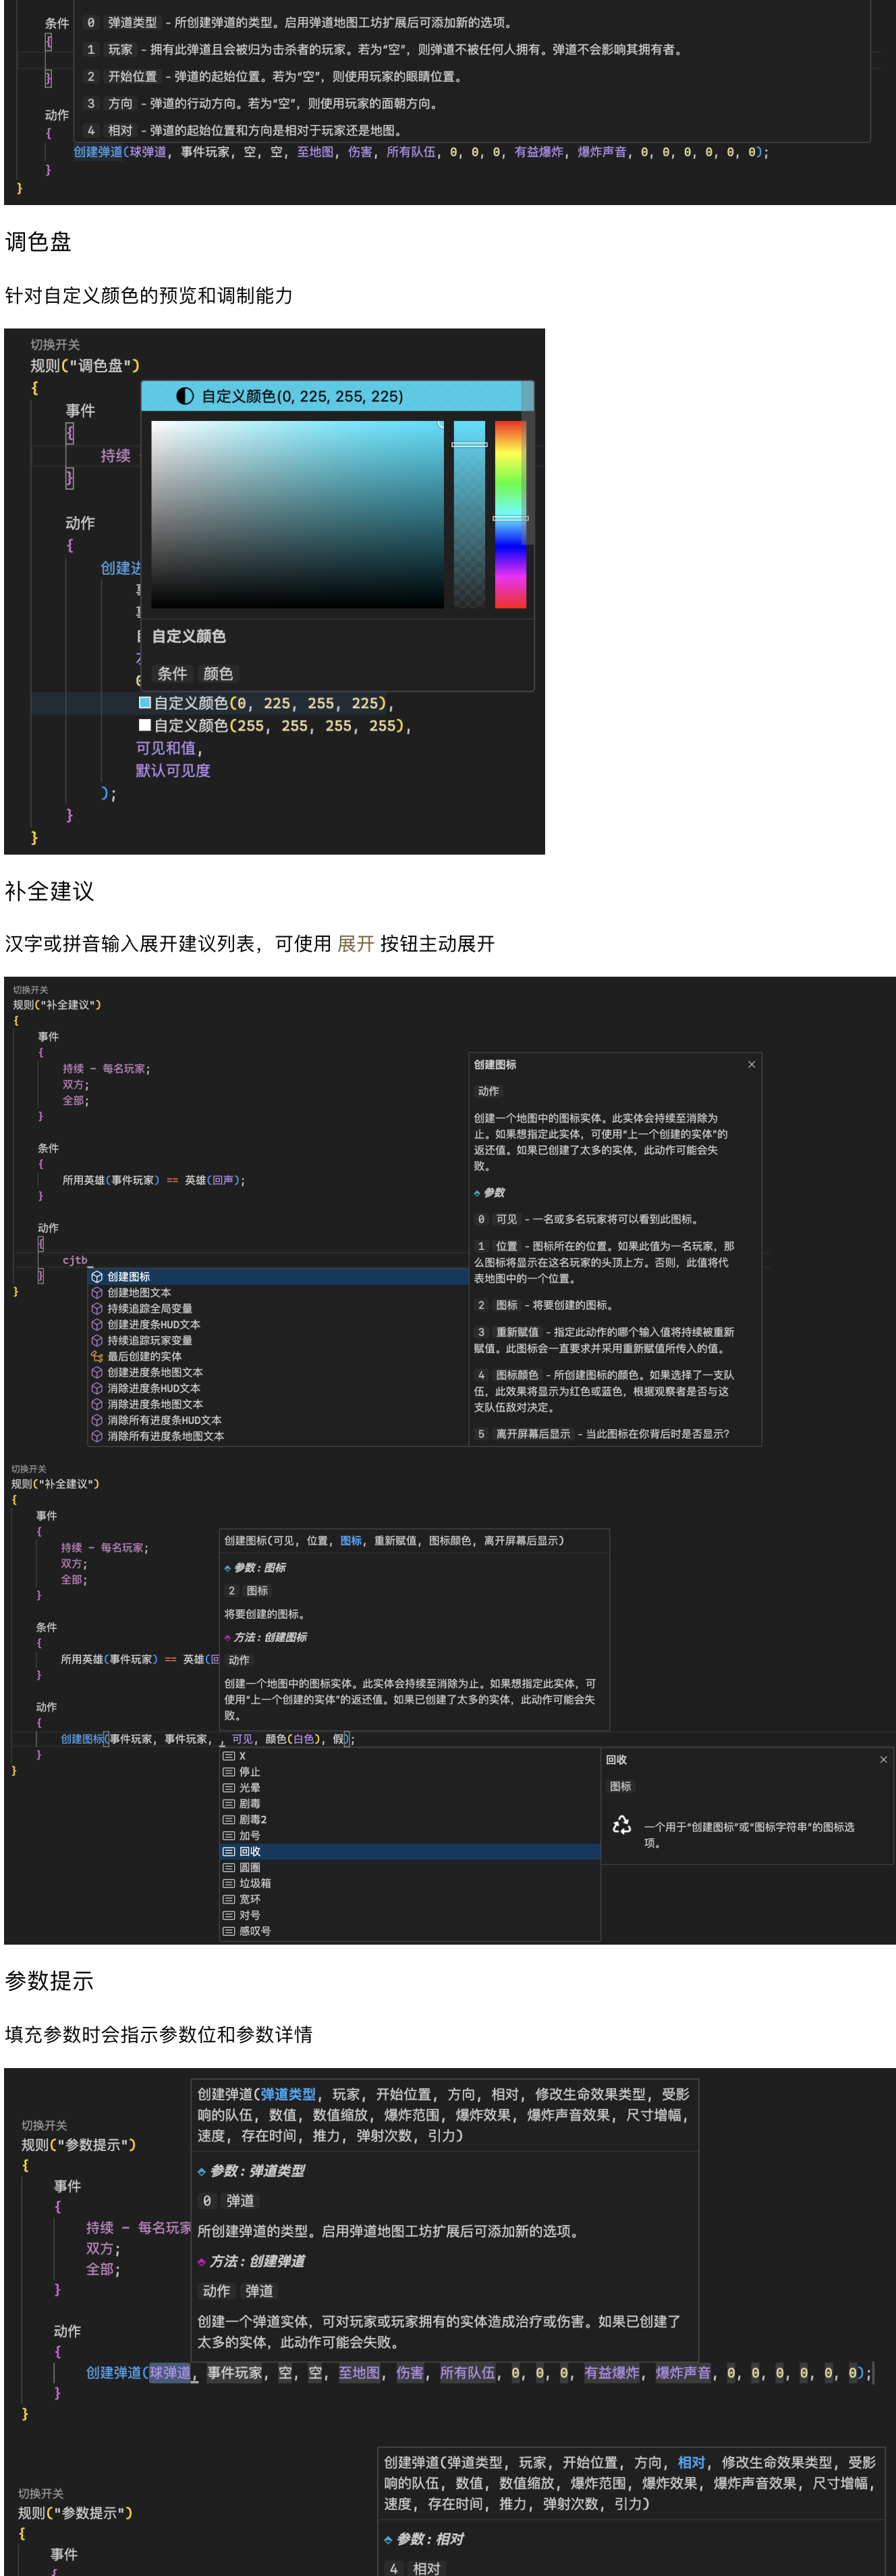 条件
{
}
动作
{
0 弹道类型 - 所创建弹道的类型。启用弹道地图工坊扩展后可添加新的选项。
1 玩家 - 拥有此弹道且会被归为击杀者的玩家。若为“空”，则弹道不被任何人拥有。弹道不会影响其拥有者。
2 开始位置 - 弹道的起始位置。若为“空”，则使用玩家的眼睛位置。
3 方向 - 弹道的行动方向。若为“空”，则使用玩家的面朝方向。
4 相对 - 弹道的起始位置和方向是相对于玩家还是地图。
创建弹道(球弹道, 事件玩家, 空, 空, 至地图, 伤害, 所有队伍, 0, 0, 0, 有益爆炸, 爆炸声音, 0, 0, 0, 0, 0, 0);
}
}
调色盘
针对自定义颜色的预览和调制能力
切换开关
规则("调色盘")
{
事件
{
持续
}
动作
{
创建进
自定义颜色(0, 225, 255, 225)
自定义颜色
条件 颜色
自定义颜色(0, 225, 255, 225),
自定义颜色(255, 255, 255, 255),
可见和值,
默认可见度
);
}
}
补全建议
汉字或拼音输入展开建议列表，可使用 展开 按钮主动展开
切换开关
规则("补全建议")
{
事件
{
持续 - 每名玩家;
双方;
全部;
}
条件
{
所用英雄(事件玩家) == 英雄(回声);
}
动作
{
cjtb
}
}
创建图标
创建地图文本
持续追踪全局变量
创建进度条HUD文本
持续追踪玩家变量
最后创建的实体
创建进度条地图文本
消除进度条HUD文本
消除进度条地图文本
消除所有进度条HUD文本
消除所有进度条地图文本
创建图标
动作
创建一个地图中的图标实体。此实体会持续至消除为
止。如果想指定此实体，可使用“上一个创建的实体”的
返还值。如果已创建了太多的实体，此动作可能会失
败。
参数
0 可见 - 一名或多名玩家将可以看到此图标。
1 位置 - 图标所在的位置。如果此值为一名玩家，那
么图标将显示在这名玩家的头顶上方。否则，此值将代
表地图中的一个位置。
2 图标 - 将要创建的图标。
3 重新赋值 - 指定此动作的哪个输入值将持续被重新
赋值。此图标会一直要求并采用重新赋值所传入的值。
4 图标颜色 - 所创建图标的颜色。如果选择了一支队
伍，此效果将显示为红色或蓝色，根据观察者是否与这
支队伍敌对决定。
5 离开屏幕后显示 - 当此图标在你背后时是否显示？
切换开关
规则("补全建议")
{
事件
{
持续 - 每名玩家;
双方;
全部;
}
条件
{
所用英雄(事件玩家) == 英雄(回
}
动作
{
创建图标(可见, 位置, 图标, 重新赋值, 图标颜色, 离开屏幕后显示)
参数：图标
2 图标
将要创建的图标。
方法：创建图标
动作
创建一个地图中的图标实体。此实体会持续至消除为止。如果想指定此实体，可
使用“上一个创建的实体”的返还值。如果已创建了太多的实体，此动作可能会失
败。
创建图标(事件玩家, 事件玩家, , 可见, 颜色(白色), 假);
}
}
X
停止
光晕
剧毒
剧毒2
加号
回收
圆圈
垃圾箱
宽环
对号
感叹号
回收
图标
一个用于“创建图标”或“图标字符串”的图标选
项。
参数提示
填充参数时会指示参数位和参数详情
创建弹道(弹道类型, 玩家, 开始位置, 方向, 相对, 修改生命效果类型, 受影
响的队伍, 数值, 数值缩放, 爆炸范围, 爆炸效果, 爆炸声音效果, 尺寸增幅,
速度, 存在时间, 推力, 弹射次数, 引力)
参数：弹道类型
0 弹道
所创建弹道的类型。启用弹道地图工坊扩展后可添加新的选项。
方法：创建弹道
动作 弹道
创建一个弹道实体，可对玩家或玩家拥有的实体造成治疗或伤害。如果已创建了
太多的实体，此动作可能会失败。
切换开关
规则("参数提示")
{
事件
{
持续 - 每名玩家
双方;
全部;
}
动作
{
创建弹道(球弹道, 事件玩家, 空, 空, 至地图, 伤害, 所有队伍, 0, 0, 0, 有益爆炸, 爆炸声音, 0, 0, 0, 0, 0, 0);
}
}
创建弹道(弹道类型, 玩家, 开始位置, 方向, 相对, 修改生命效果类型, 受影
响的队伍, 数值, 数值缩放, 爆炸范围, 爆炸效果, 爆炸声音效果, 尺寸增幅,
速度, 存在时间, 推力, 弹射次数, 引力)
参数：相对
4 相对
切换开关
规则("参数提示")
{
事件
{